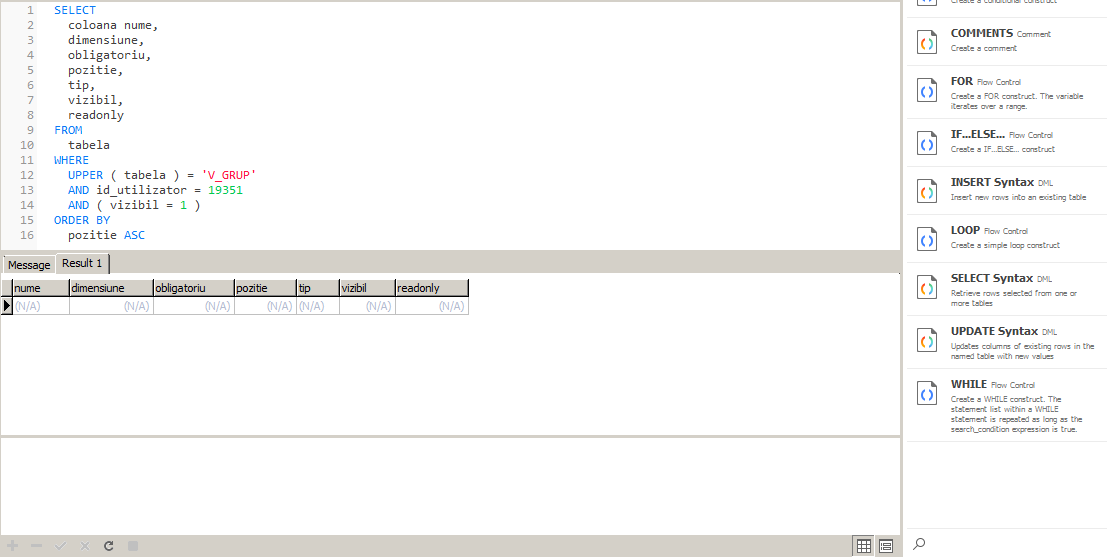 1 SELECT
2 coloana nume,
3 dimensiune,
4 obligatoriu,
5 pozitie,
6 tip,
7 vizibil,
8 readonly
9 FROM
10 tabela
11 WHERE
12 UPPER ( tabela ) = 'V_GRUP'
13 AND id_utilizator = 19351
14 AND ( vizibil = 1 )
15 ORDER BY
16 pozitie ASC
Message Result 1
nume dimensiune obligatoriu pozitie tip vizibil readonly
(N/A) (N/A) (N/A) (N/A) (N/A) (N/A) (N/A)
Create a conditional construct
COMMENTS Comment
Create a comment
FOR Flow Control
Create a FOR construct. The variable
iterates over a range.
IF...ELSE... Flow Control
Create a IF...ELSE... construct
INSERT Syntax DML
Insert new rows into an existing table
LOOP Flow Control
Create a simple loop construct
SELECT Syntax DML
Retrieve rows selected from one or
more tables
UPDATE Syntax DML
Updates columns of existing rows in the
named table with new values
WHILE Flow Control
Create a WHILE construct. The
statement list within a WHILE
statement is repeated as long as the
search_condition expression is true.